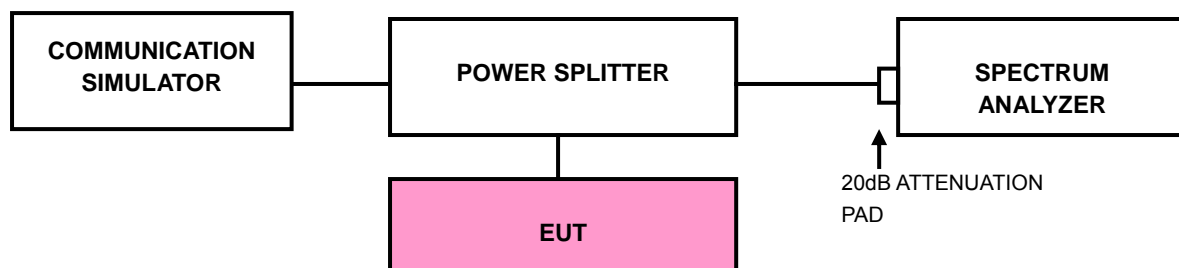 COMMUNICATION
SIMULATOR
POWER SPLITTER
SPECTRUM
ANALYZER
20dB ATTENUATION
PAD
EUT